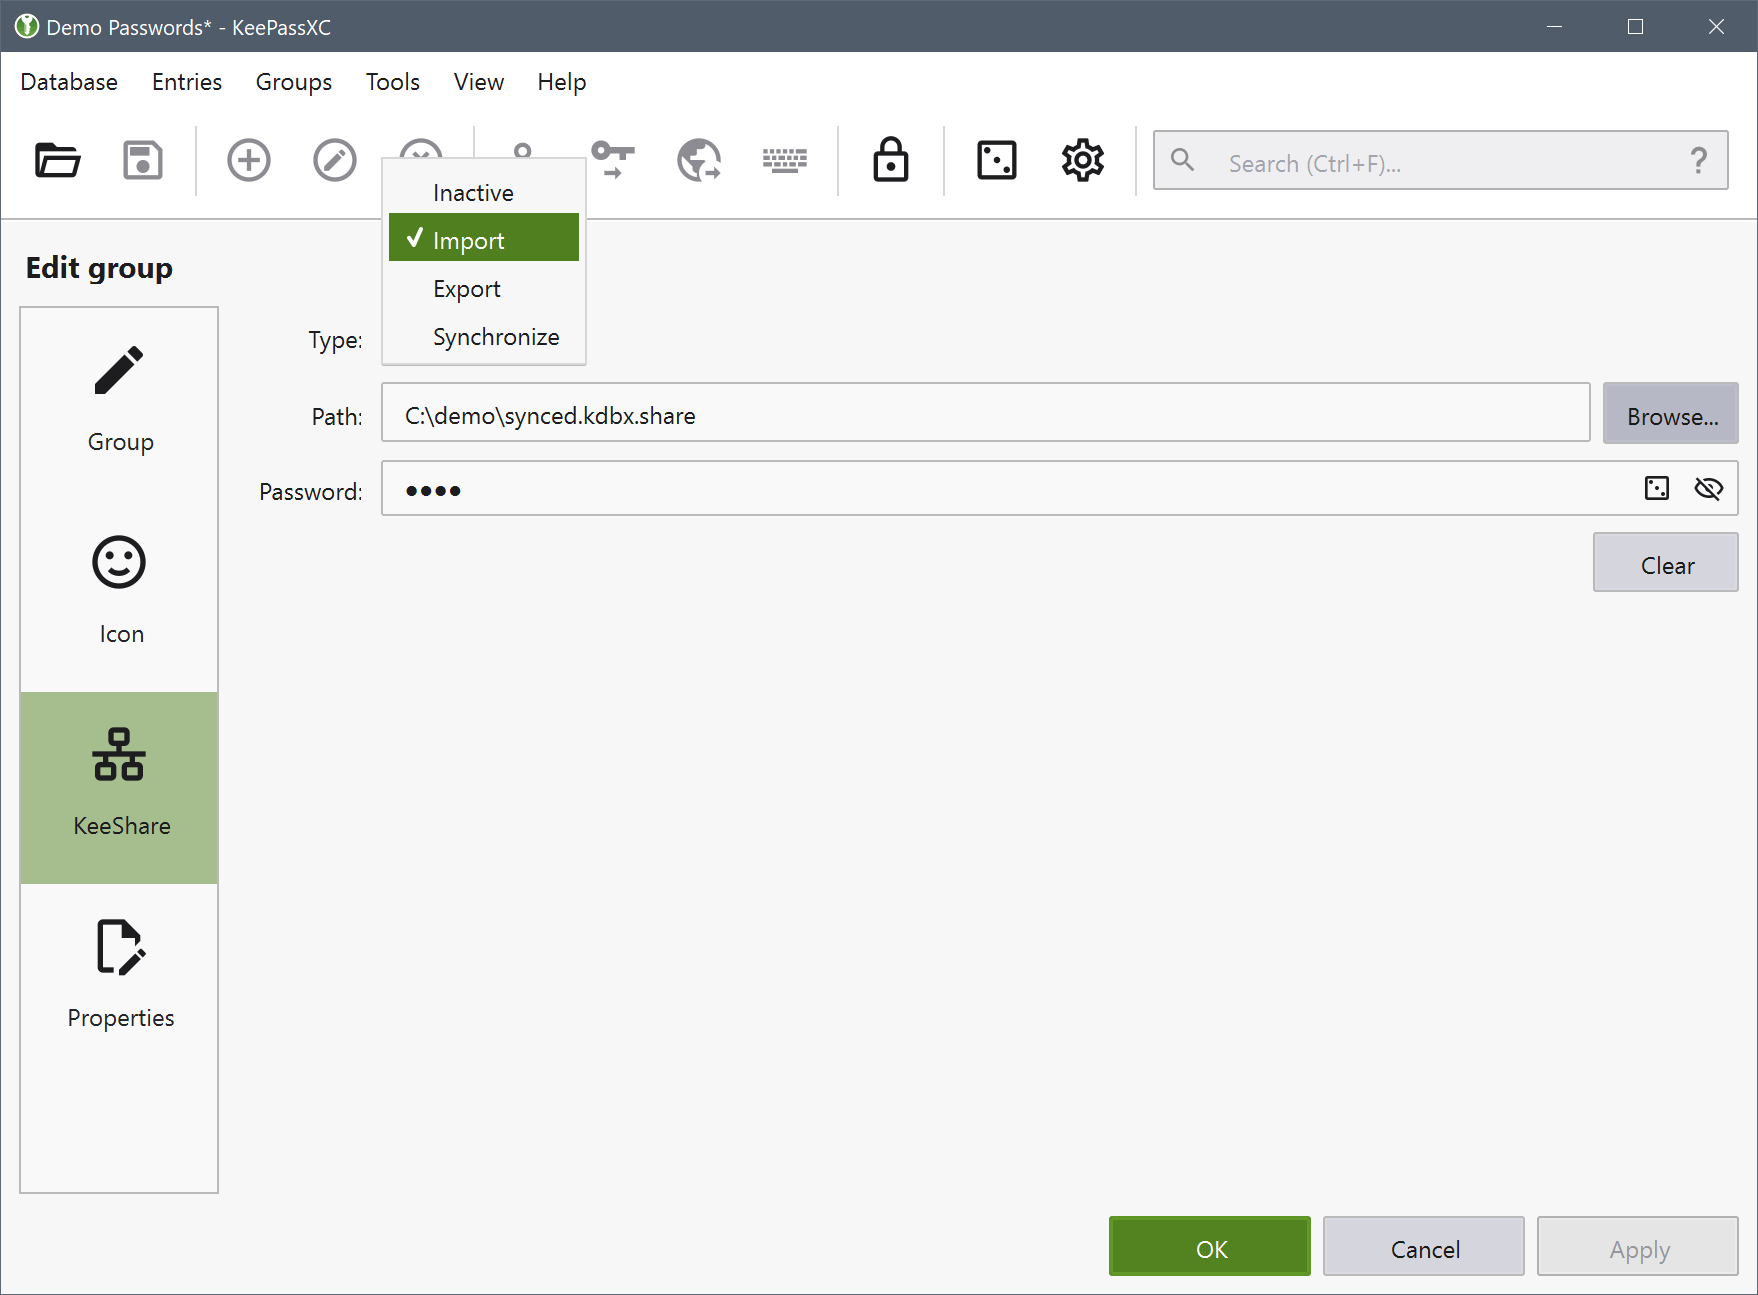 Demo Passwords* - KeePassXC
Database Entries Groups Tools View Help
Search (Ctrl+F)... ?
Inactive
Import
Export
Synchronize
Edit group
Group
Icon
KeeShare
Properties
Type:
Path: C:\demo\synced.kdbx.share Browse...
Password: ●●●●
Clear
OK Cancel Apply